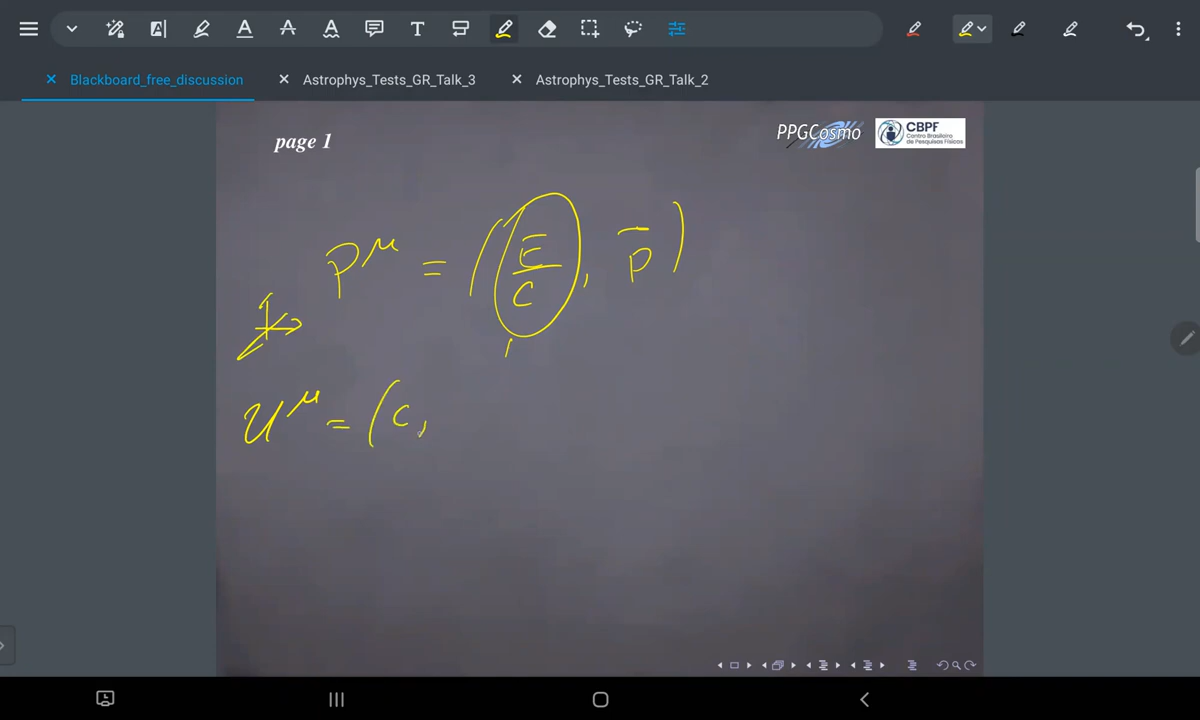 Blackboard_free_discussion
Astrophys_Tests_GR_Talk_3
Astrophys_Tests_GR_Talk_2
page 1
PPGCosmo
CBPF
Centro Brasileiro
de Pesquisas Físicas
P^μ = (E/C, p̄)
U^μ = (c,